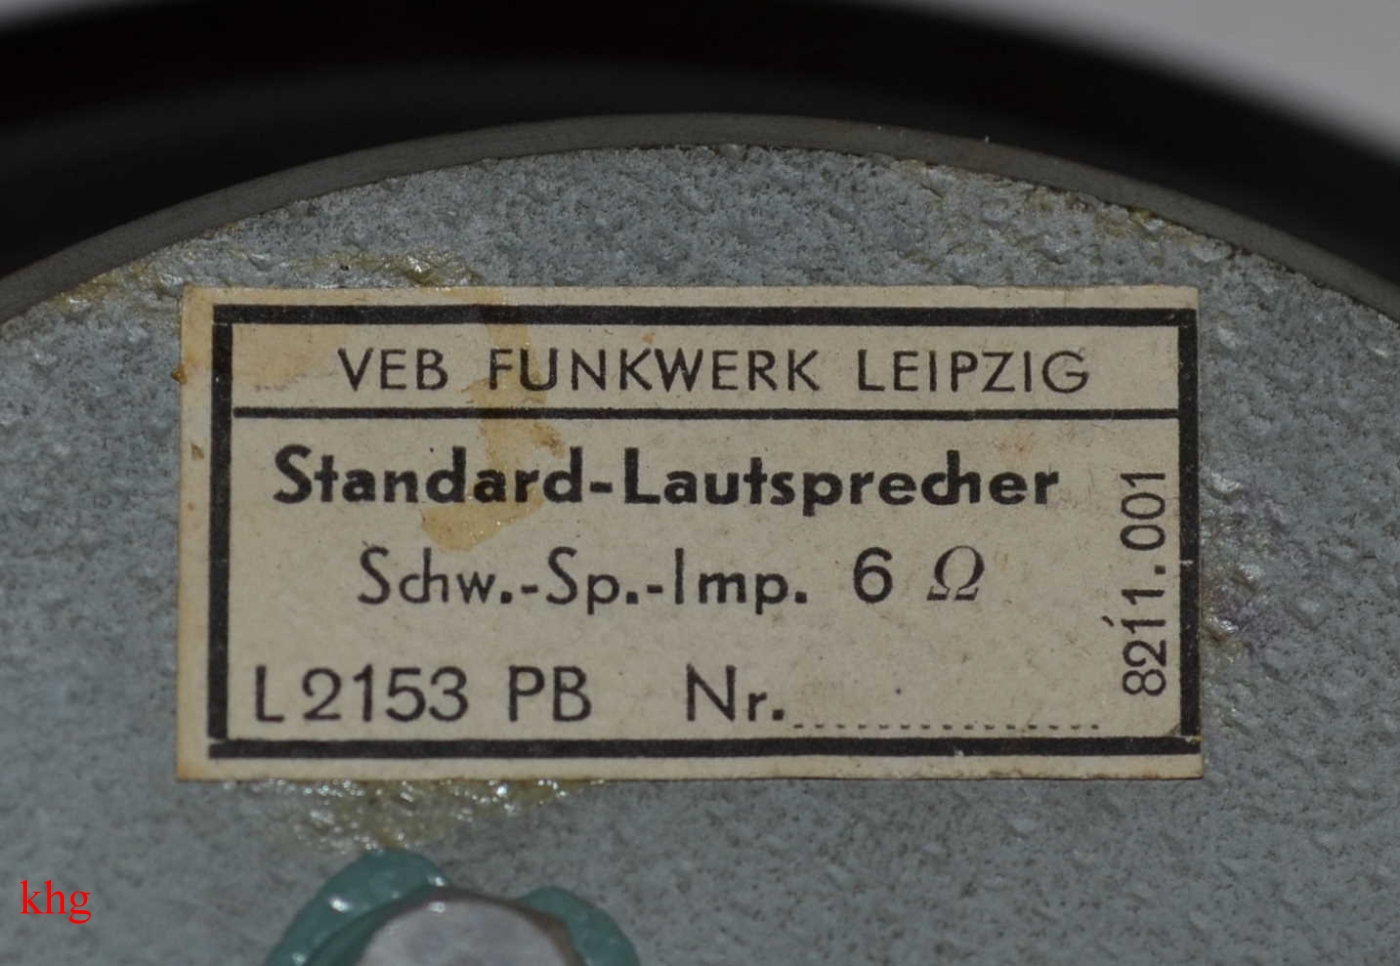 VEB FUNKWERK LEIPZIG
Standard-Lautsprecher
Schw.-Sp.-Imp. 6 Ω
L 2153 PB Nr.
8211.001
khg